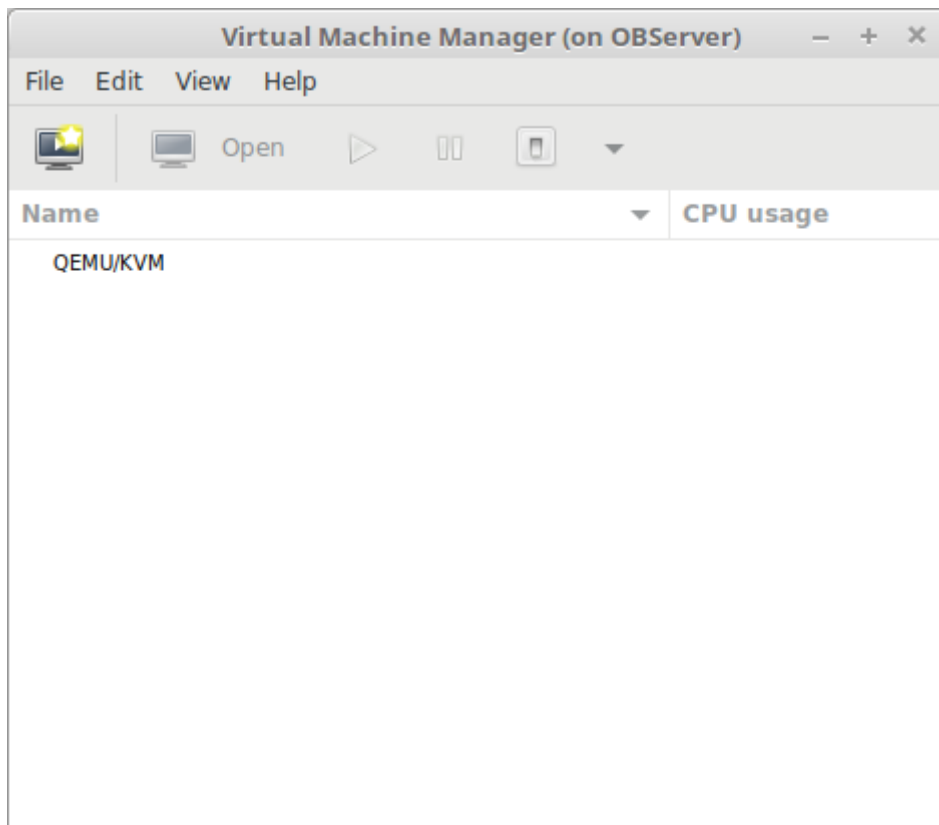 Virtual Machine Manager (on OBServer)
File Edit View Help
Open
Name CPU usage
QEMU/KVM